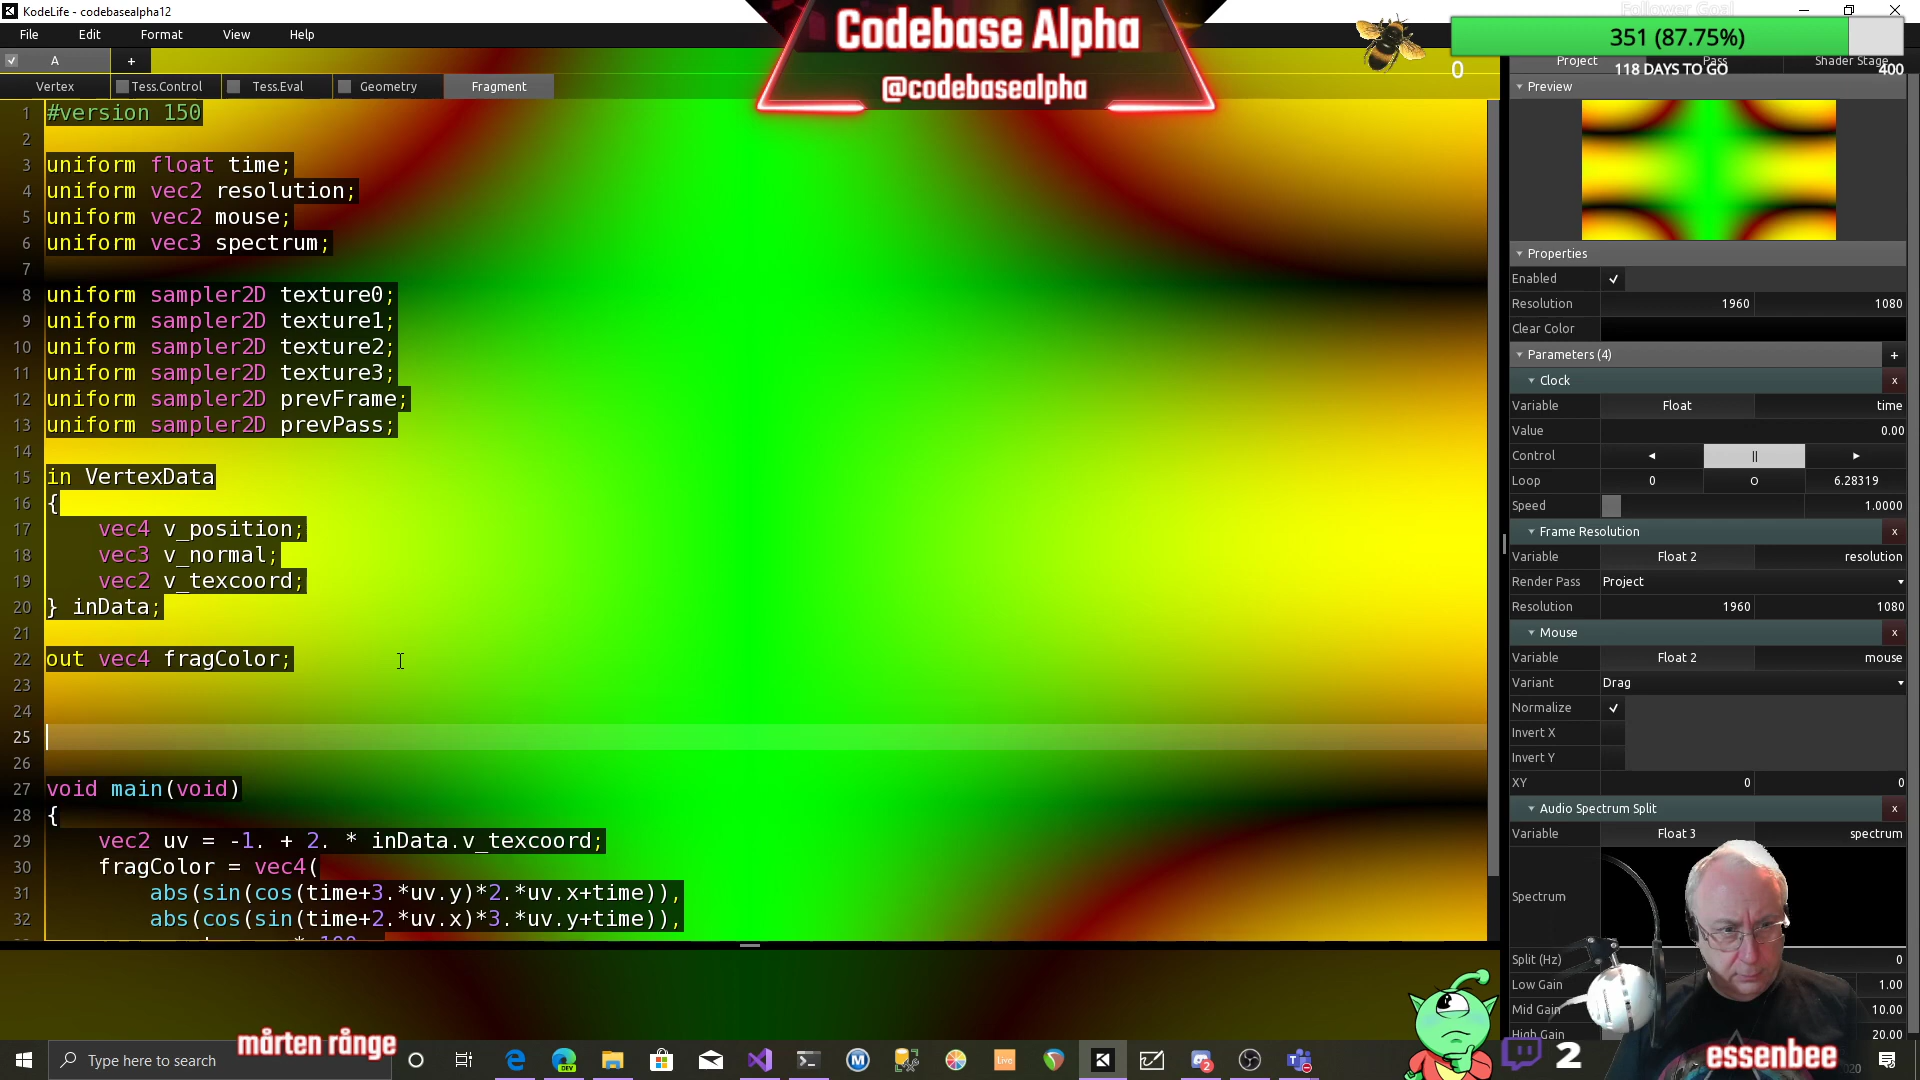 KodeLife - codebasealpha12
File
Edit
Format
View
Help
Codebase Alpha
@codebasealpha
Follower Goal
351 (87.75%)
0
118 DAYS TO GO
400
A
+
Project
Pass
Shader Stage
Vertex
Tess.Control
Tess.Eval
Geometry
Fragment
1 #version 150
2
3 uniform float time;
4 uniform vec2 resolution;
5 uniform vec2 mouse;
6 uniform vec3 spectrum;
7
8 uniform sampler2D texture0;
9 uniform sampler2D texture1;
10 uniform sampler2D texture2;
11 uniform sampler2D texture3;
12 uniform sampler2D prevFrame;
13 uniform sampler2D prevPass;
14
15 in VertexData
16 {
17 vec4 v_position;
18 vec3 v_normal;
19 vec2 v_texcoord;
20 } inData;
21
22 out vec4 fragColor;
23
24
25
26
27 void main(void)
28 {
29 vec2 uv = -1. + 2. * inData.v_texcoord;
30 fragColor = vec4(
31 abs(sin(cos(time+3.*uv.y)*2.*uv.x+time)),
32 abs(cos(sin(time+2.*uv.x)*3.*uv.y+time)),
Preview
Properties
Enabled
Resolution 1960 1080
Clear Color
Parameters (4) +
Clock x
Variable Float time
Value 0.00
Control
Loop 0 O 6.28319
Speed 1.0000
Frame Resolution x
Variable Float 2 resolution
Render Pass Project
Resolution 1960 1080
Mouse x
Variable Float 2 mouse
Variant Drag
Normalize
Invert X
Invert Y
XY 0 0
Audio Spectrum Split x
Variable Float 3 spectrum
Spectrum
Split (Hz) 0
Low Gain 1.00
Mid Gain 10.00
High Gain 20.00
Type here to search
mårten rånge
DEV
Live
2
2
essenbee